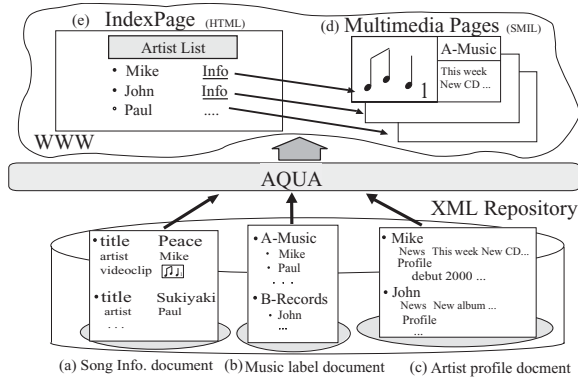 (e) IndexPage (HTML)
Artist List
• Mike Info
• John Info
° Paul ....
WWW
(d) Multimedia Pages (SMIL)
A-Music
This week
New CD ...
1
AQUA
XML Repository
•title Peace
artist Mike
videoclip
•title Sukiyaki
artist Paul
. . .
• A-Music
• Mike
• Paul
. . .
• B-Records
• John
...
• Mike
News This week New CD...
Profile
debut 2000 ...
• John
News New album ...
Profile
...
(a) Song Info. document
(b) Music label document
(c) Artist profile docment